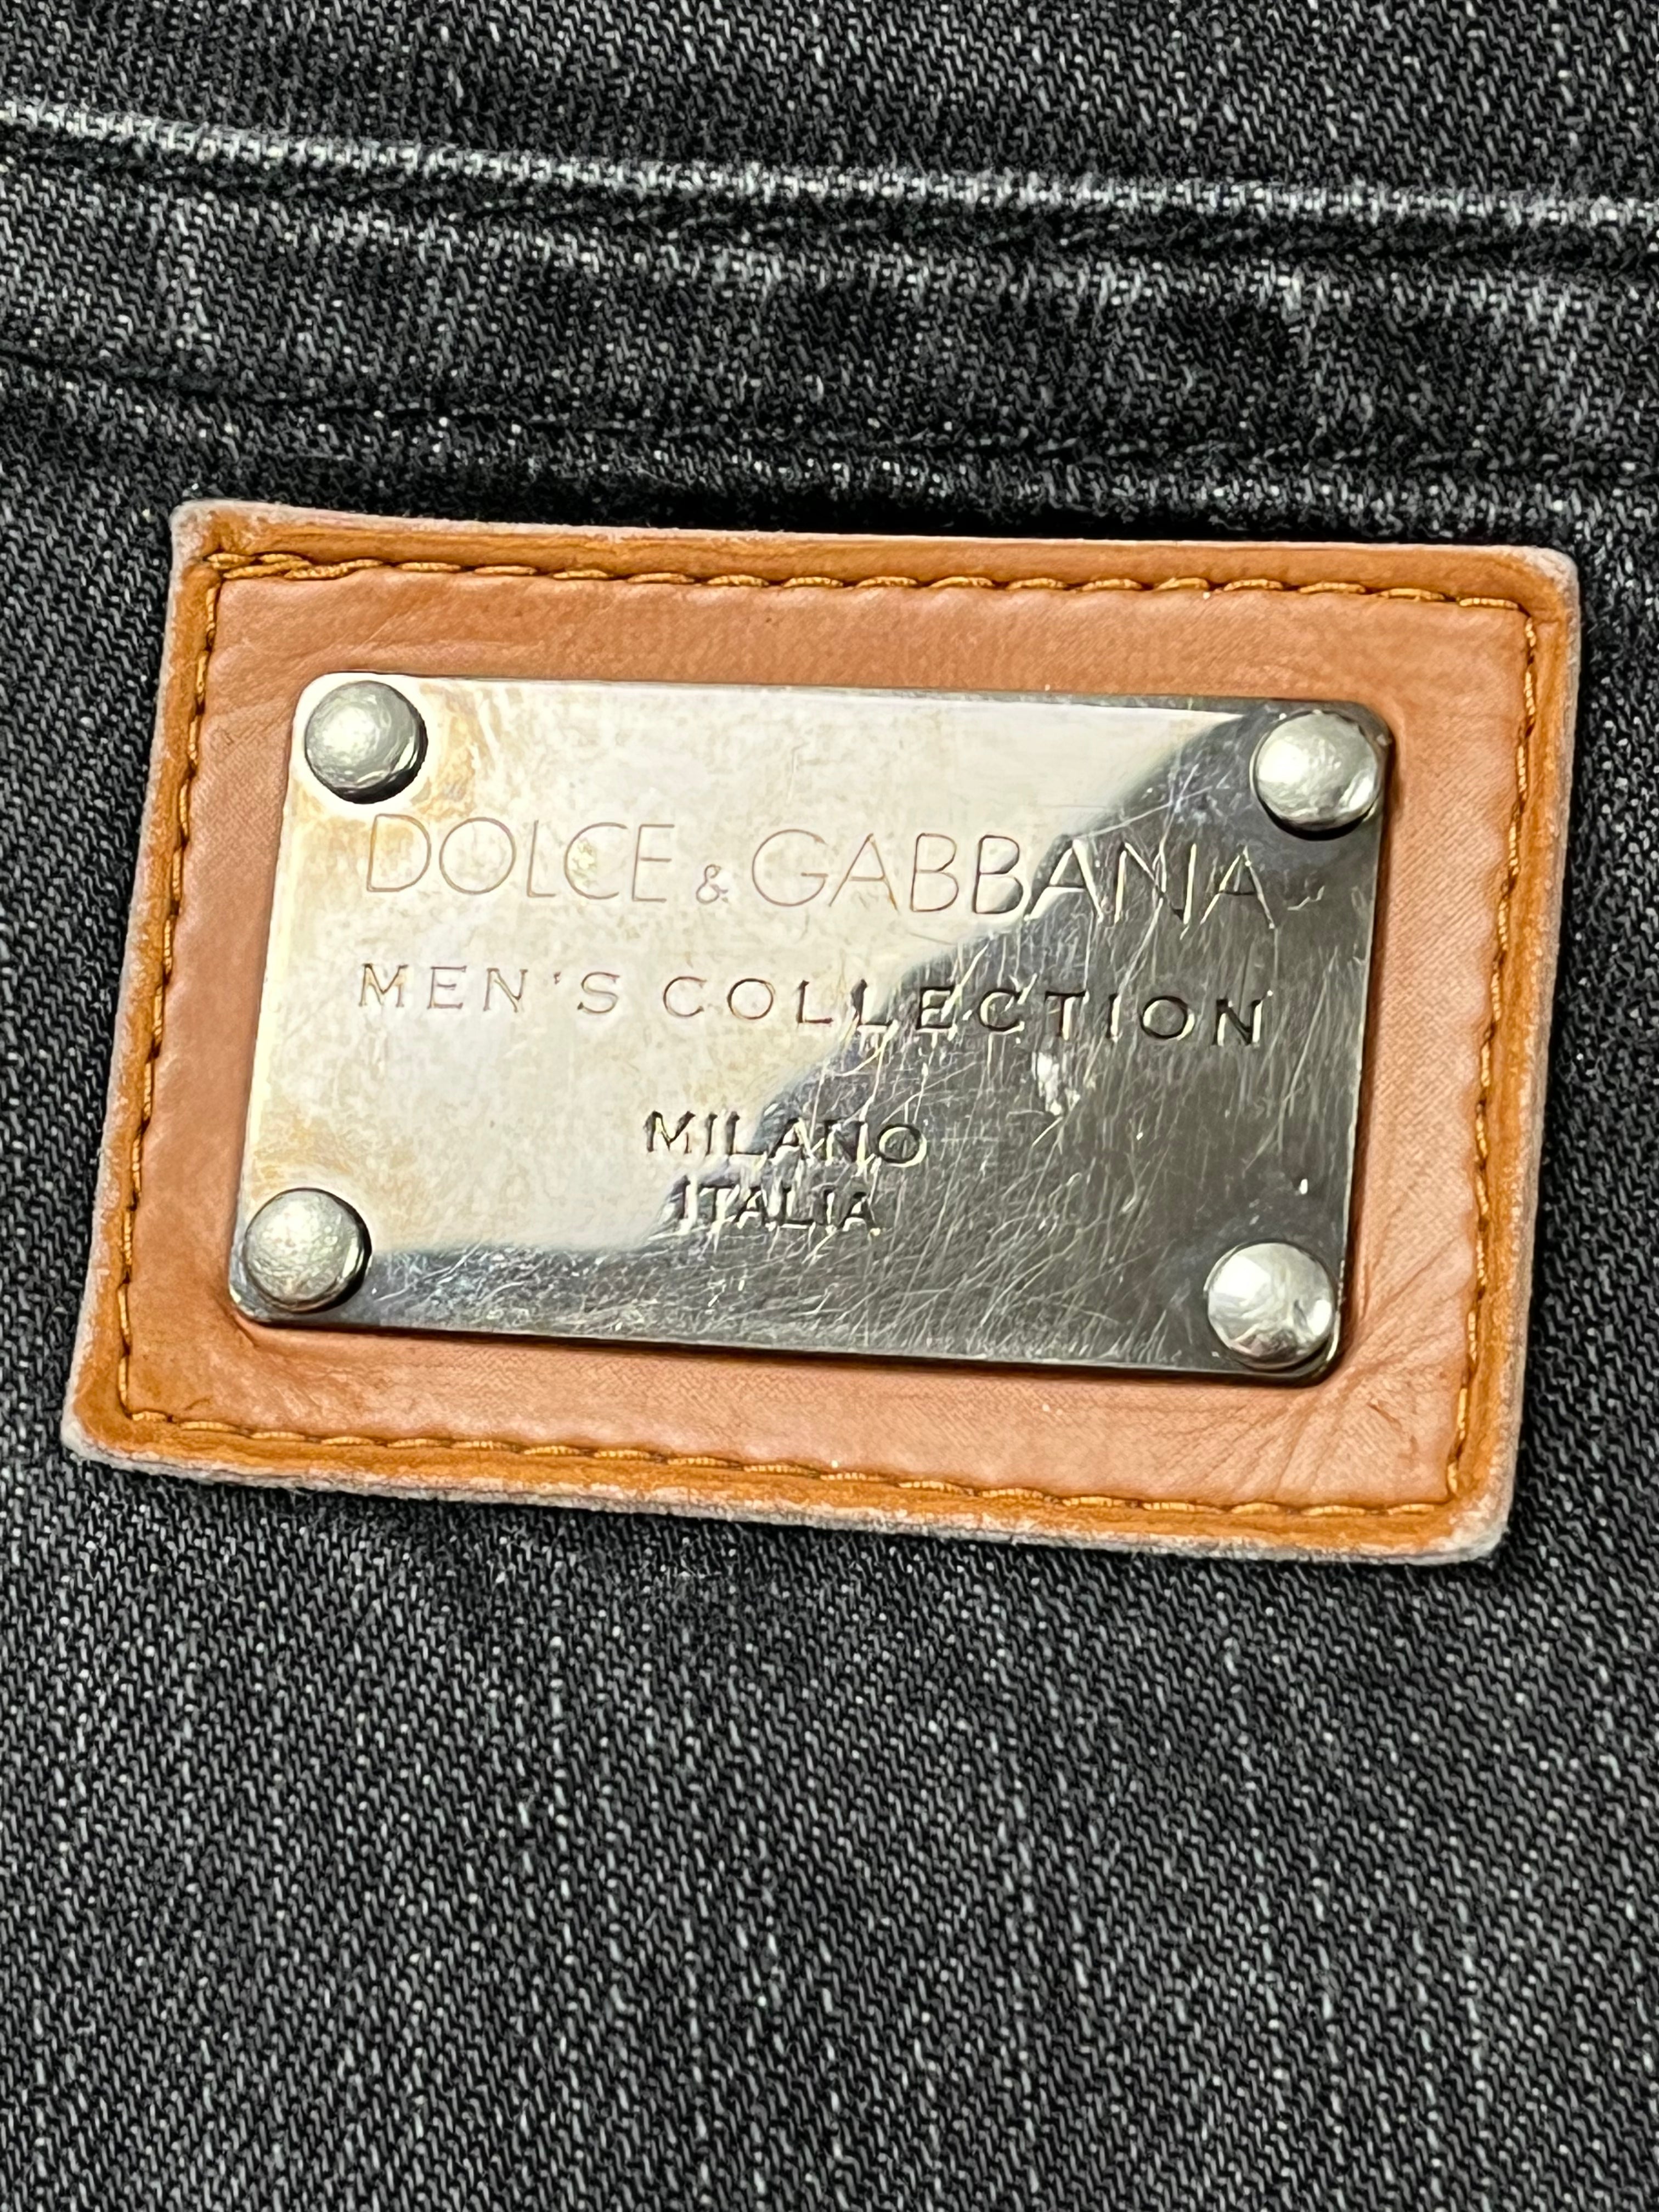 DOLCE & GABBANA
MEN'S COLLECTION
MILANO
ITALIA